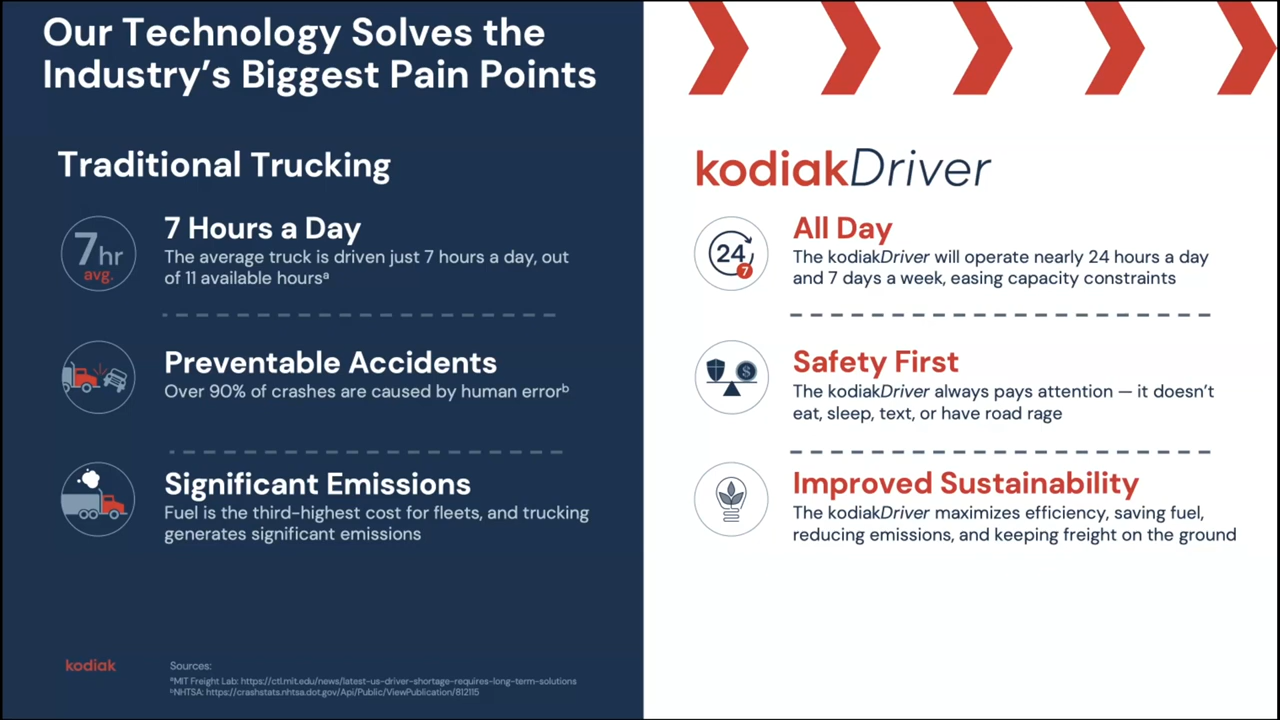 Our Technology Solves the
Industry's Biggest Pain Points
Traditional Trucking
7hr
avg.
7 Hours a Day
The average truck is driven just 7 hours a day, out
of 11 available hoursᵃ
Preventable Accidents
Over 90% of crashes are caused by human errorᵇ
Significant Emissions
Fuel is the third-highest cost for fleets, and trucking
generates significant emissions
kodiak
Sources:
ᵃMIT Freight Lab: https://ctl.mit.edu/news/latest-us-driver-shortage-requires-long-term-solutions
ᵇNHTSA: https://crashstats.nhtsa.dot.gov/Api/Public/ViewPublication/812115
kodiakDriver
24
7
All Day
The kodiakDriver will operate nearly 24 hours a day
and 7 days a week, easing capacity constraints
$
Safety First
The kodiakDriver always pays attention — it doesn't
eat, sleep, text, or have road rage
Improved Sustainability
The kodiakDriver maximizes efficiency, saving fuel,
reducing emissions, and keeping freight on the ground